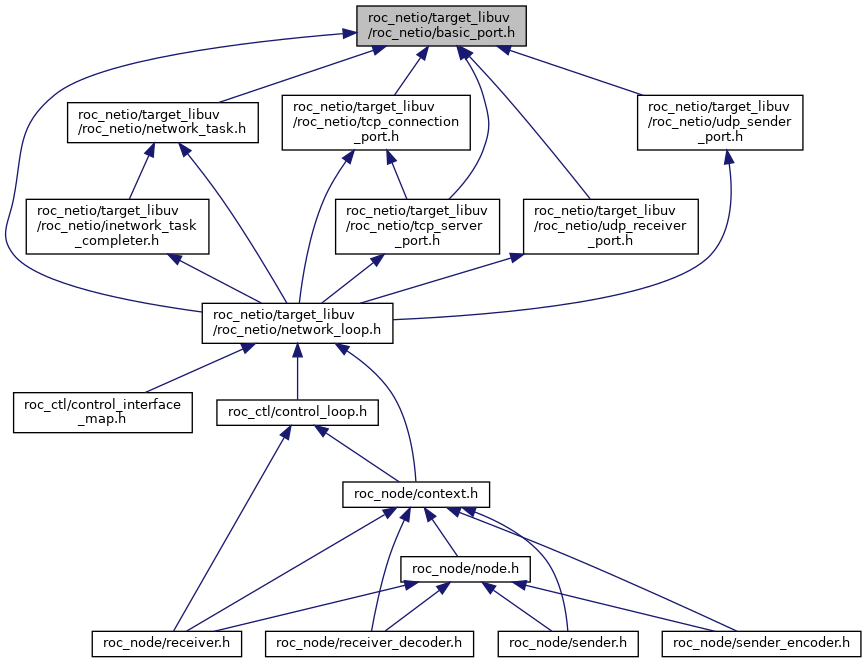 roc_netio/target_libuv
/roc_netio/basic_port.h
roc_netio/target_libuv
/roc_netio/network_task.h
roc_netio/target_libuv
/roc_netio/tcp_connection
_port.h
roc_netio/target_libuv
/roc_netio/udp_sender
_port.h
roc_netio/target_libuv
/roc_netio/inetwork_task
_completer.h
roc_netio/target_libuv
/roc_netio/tcp_server
_port.h
roc_netio/target_libuv
/roc_netio/udp_receiver
_port.h
roc_netio/target_libuv
/roc_netio/network_loop.h
roc_ctl/control_interface
_map.h
roc_ctl/control_loop.h
roc_node/context.h
roc_node/node.h
roc_node/receiver.h
roc_node/receiver_decoder.h
roc_node/sender.h
roc_node/sender_encoder.h